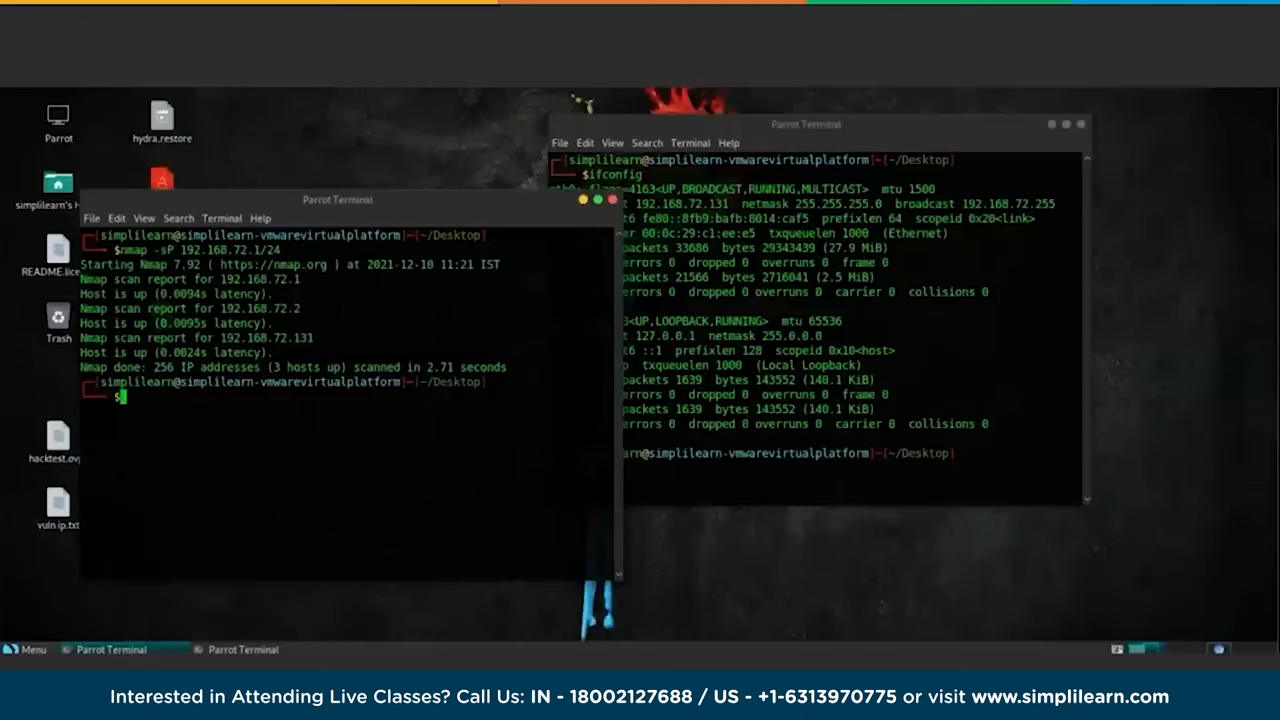 Parrot
hydra.restore
simplilearn's H
README.lice
Trash
hacktest.ov
vuln ip.txt
Parrot Terminal
File Edit View Search Terminal Help
[simplilearn@simplilearn-vmwarevirtualplatform]─[~/Desktop]
$nmap -sP 192.168.72.1/24
Starting Nmap 7.92 ( https://nmap.org ) at 2021-12-10 11:21 IST
Nmap scan report for 192.168.72.1
Host is up (0.0094s latency).
Nmap scan report for 192.168.72.2
Host is up (0.0095s latency).
Nmap scan report for 192.168.72.131
Host is up (0.0024s latency).
Nmap done: 256 IP addresses (3 hosts up) scanned in 2.71 seconds
[simplilearn@simplilearn-vmwarevirtualplatform]─[~/Desktop]
$
Parrot Terminal
File Edit View Search Terminal Help
[simplilearn@simplilearn-vmwarevirtualplatform]─[~/Desktop]
$ifconfig
4163<UP,BROADCAST,RUNNING,MULTICAST> mtu 1500
192.168.72.131 netmask 255.255.255.0 broadcast 192.168.72.255
t6 fe80::8fb9:bafb:8014:caf5 prefixlen 64 scopeid 0x20<link>
er 00:0c:29:c1:ee:e5 txqueuelen 1000 (Ethernet)
packets 33686 bytes 29343439 (27.9 MiB)
errors 0 dropped 0 overruns 0 frame 0
packets 21566 bytes 2716041 (2.5 MiB)
errors 0 dropped 0 overruns 0 carrier 0 collisions 0
3<UP,LOOPBACK,RUNNING> mtu 65536
t 127.0.0.1 netmask 255.0.0.0
t6 ::1 prefixlen 128 scopeid 0x10<host>
txqueuelen 1000 (Local Loopback)
packets 1639 bytes 143552 (140.1 KiB)
errors 0 dropped 0 overruns 0 frame 0
packets 1639 bytes 143552 (140.1 KiB)
errors 0 dropped 0 overruns 0 carrier 0 collisions 0
arn@simplilearn-vmwarevirtualplatform]─[~/Desktop]
Menu Parrot Terminal Parrot Terminal
Interested in Attending Live Classes? Call Us: IN - 18002127688 / US - +1-6313970775 or visit www.simplilearn.com